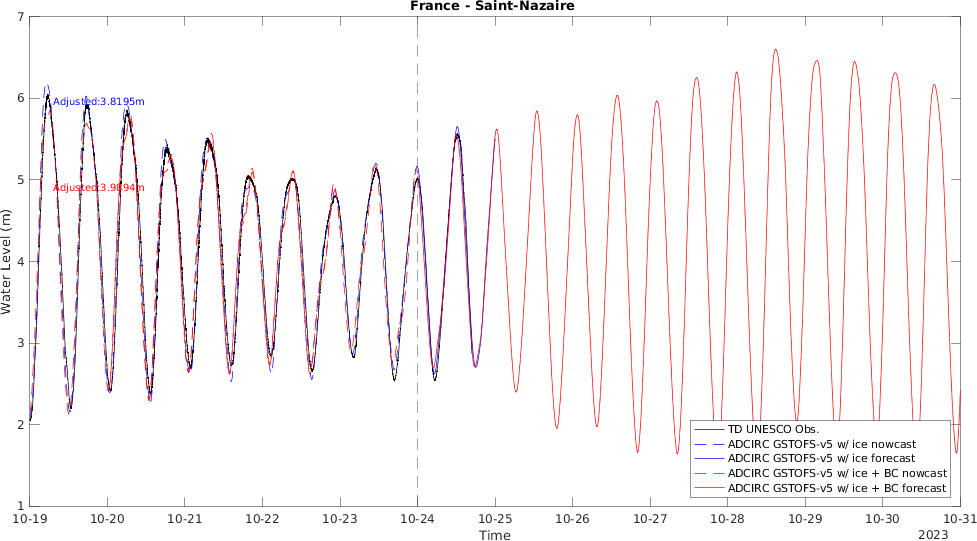 France - Saint-Nazaire
Water Level (m)
7
6
5
4
3
2
1
Adjusted:3.8195m
Adjusted:3.9894m
TD UNESCO Obs.
ADCIRC GSTOFS-v5 w/ ice nowcast
ADCIRC GSTOFS-v5 w/ ice forecast
ADCIRC GSTOFS-v5 w/ ice + BC nowcast
ADCIRC GSTOFS-v5 w/ ice + BC forecast
10-19 10-20 10-21 10-22 10-23 10-24 10-25 10-26 10-27 10-28 10-29 10-30 10-31
Time
2023